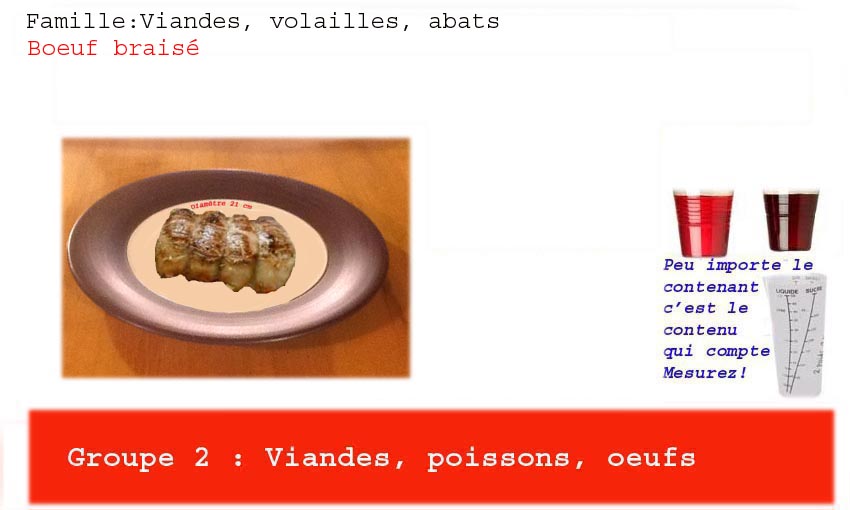 Famille:Viandes, volailles, abats
Boeuf braisé
Diamètre 21 cm
Peu importe le
contenant
c’est le
contenu
qui compte
Mesurez!
LIQUIDE SUCRE
Groupe 2 : Viandes, poissons, oeufs